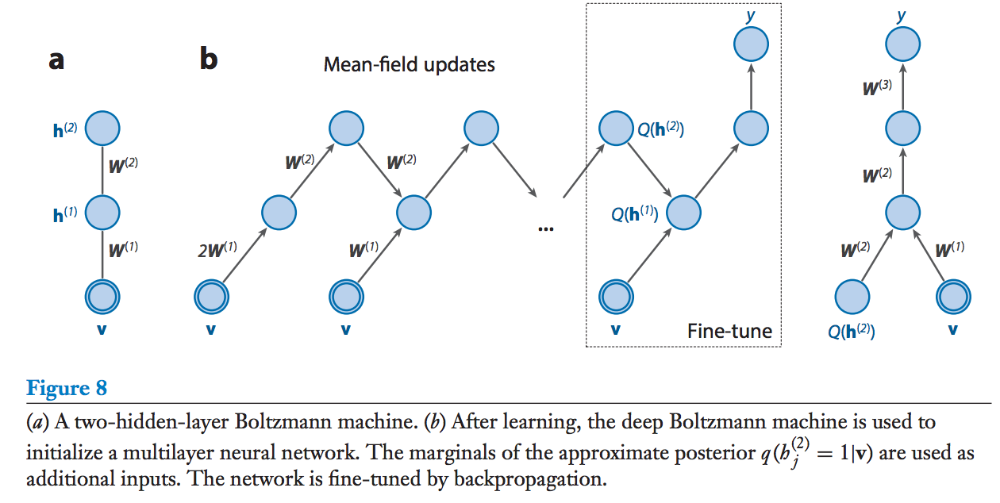 a
b
Mean-field updates
y
y
h(2)
W(2)
h(1)
W(1)
v
2W(1)
v
W(2)
W(2)
W(1)
v
...
Q(h(2))
Q(h(1))
v
Fine-tune
W(3)
W(2)
W(2)
W(1)
Q(h(2))
v
Figure 8
(a) A two-hidden-layer Boltzmann machine. (b) After learning, the deep Boltzmann machine is used to
initialize a multilayer neural network. The marginals of the approximate posterior q(h_j^(2) = 1|v) are used as
additional inputs. The network is fine-tuned by backpropagation.